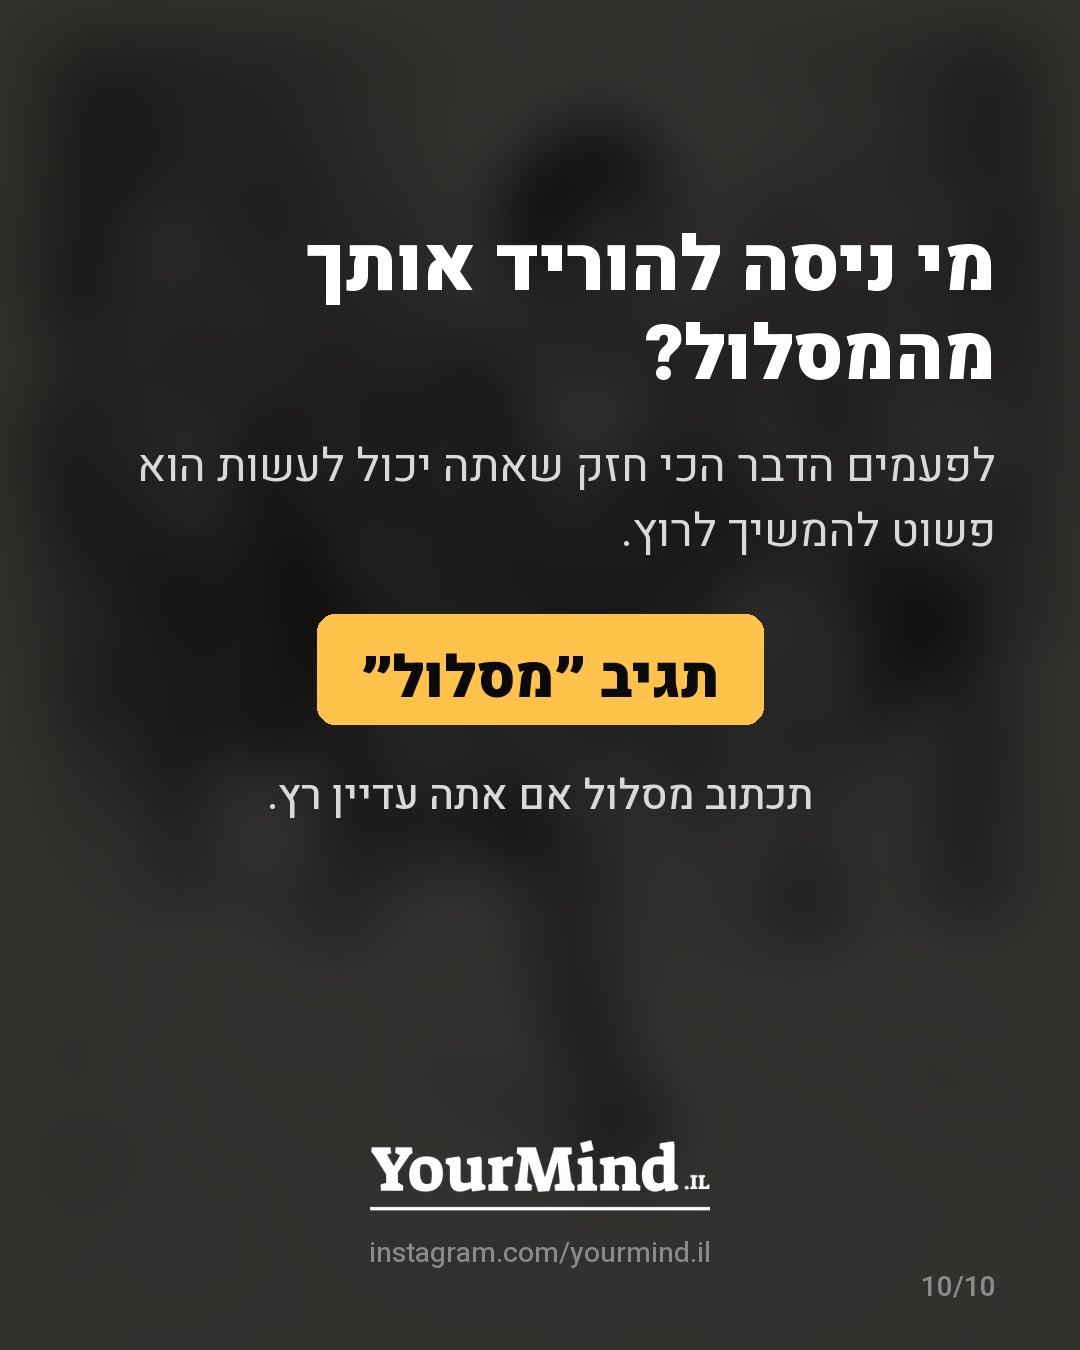 מי ניסה להוריד אותך
מהמסלול?
לפעמים הדבר הכי חזק שאתה יכול לעשות הוא
פשוט להמשיך לרוץ.
תגיב ״מסלול״
תכתוב מסלול אם אתה עדיין רץ.
YourMind.IL
instagram.com/yourmind.il
10/10